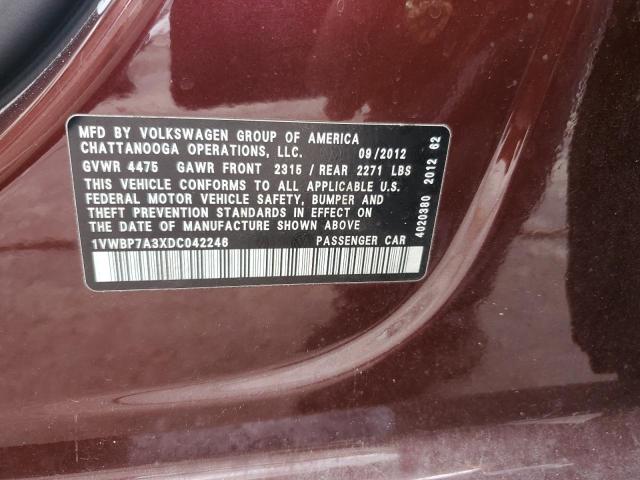 MFD BY VOLKSWAGEN GROUP OF AMERICA
CHATTANOOGA OPERATIONS, LLC. 09/2012
GVWR 4475 GAWR FRONT 2315 / REAR 2271 LBS
THIS VEHICLE CONFORMS TO ALL APPLICABLE U.S.
FEDERAL MOTOR VEHICLE SAFETY, BUMPER AND
THEFT PREVENTION STANDARDS IN EFFECT ON
THE DATE OF MANUFACTURE SHOWN ABOVE
1VWBP7A3XDC042246 PASSENGER CAR
4020380 2012 62